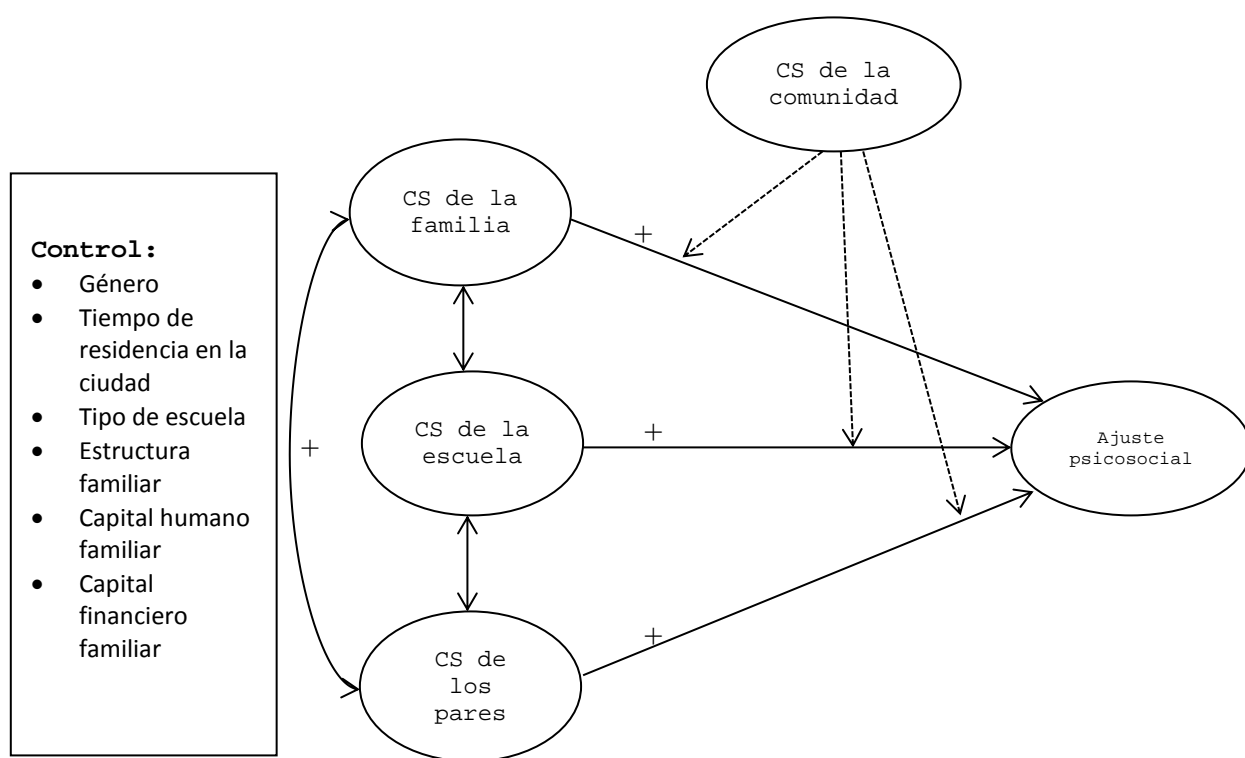 CS de la
comunidad
CS de la
familia
+
Control:
• Género
• Tiempo de
residencia en la
ciudad
• Tipo de escuela
• Estructura
familiar
• Capital humano
familiar
• Capital
financiero
familiar
+
CS de la
escuela
+
Ajuste
psicosocial
+
CS de
los
pares